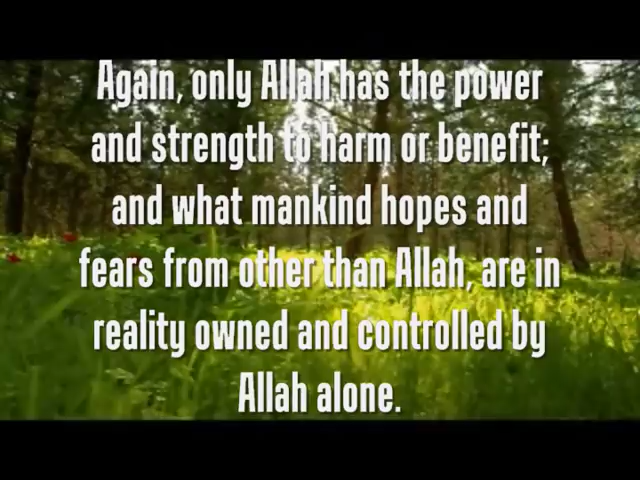 Again, only Allah has the power
and strength to harm or benefit;
and what mankind hopes and
fears from other than Allah, are in
reality owned and controlled by
Allah alone.